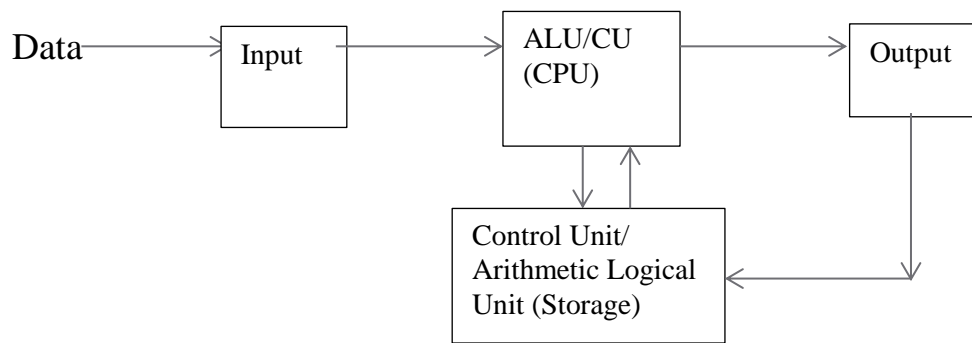 Data
Input
ALU/CU
(CPU)
Output
Control Unit/
Arithmetic Logical
Unit (Storage)